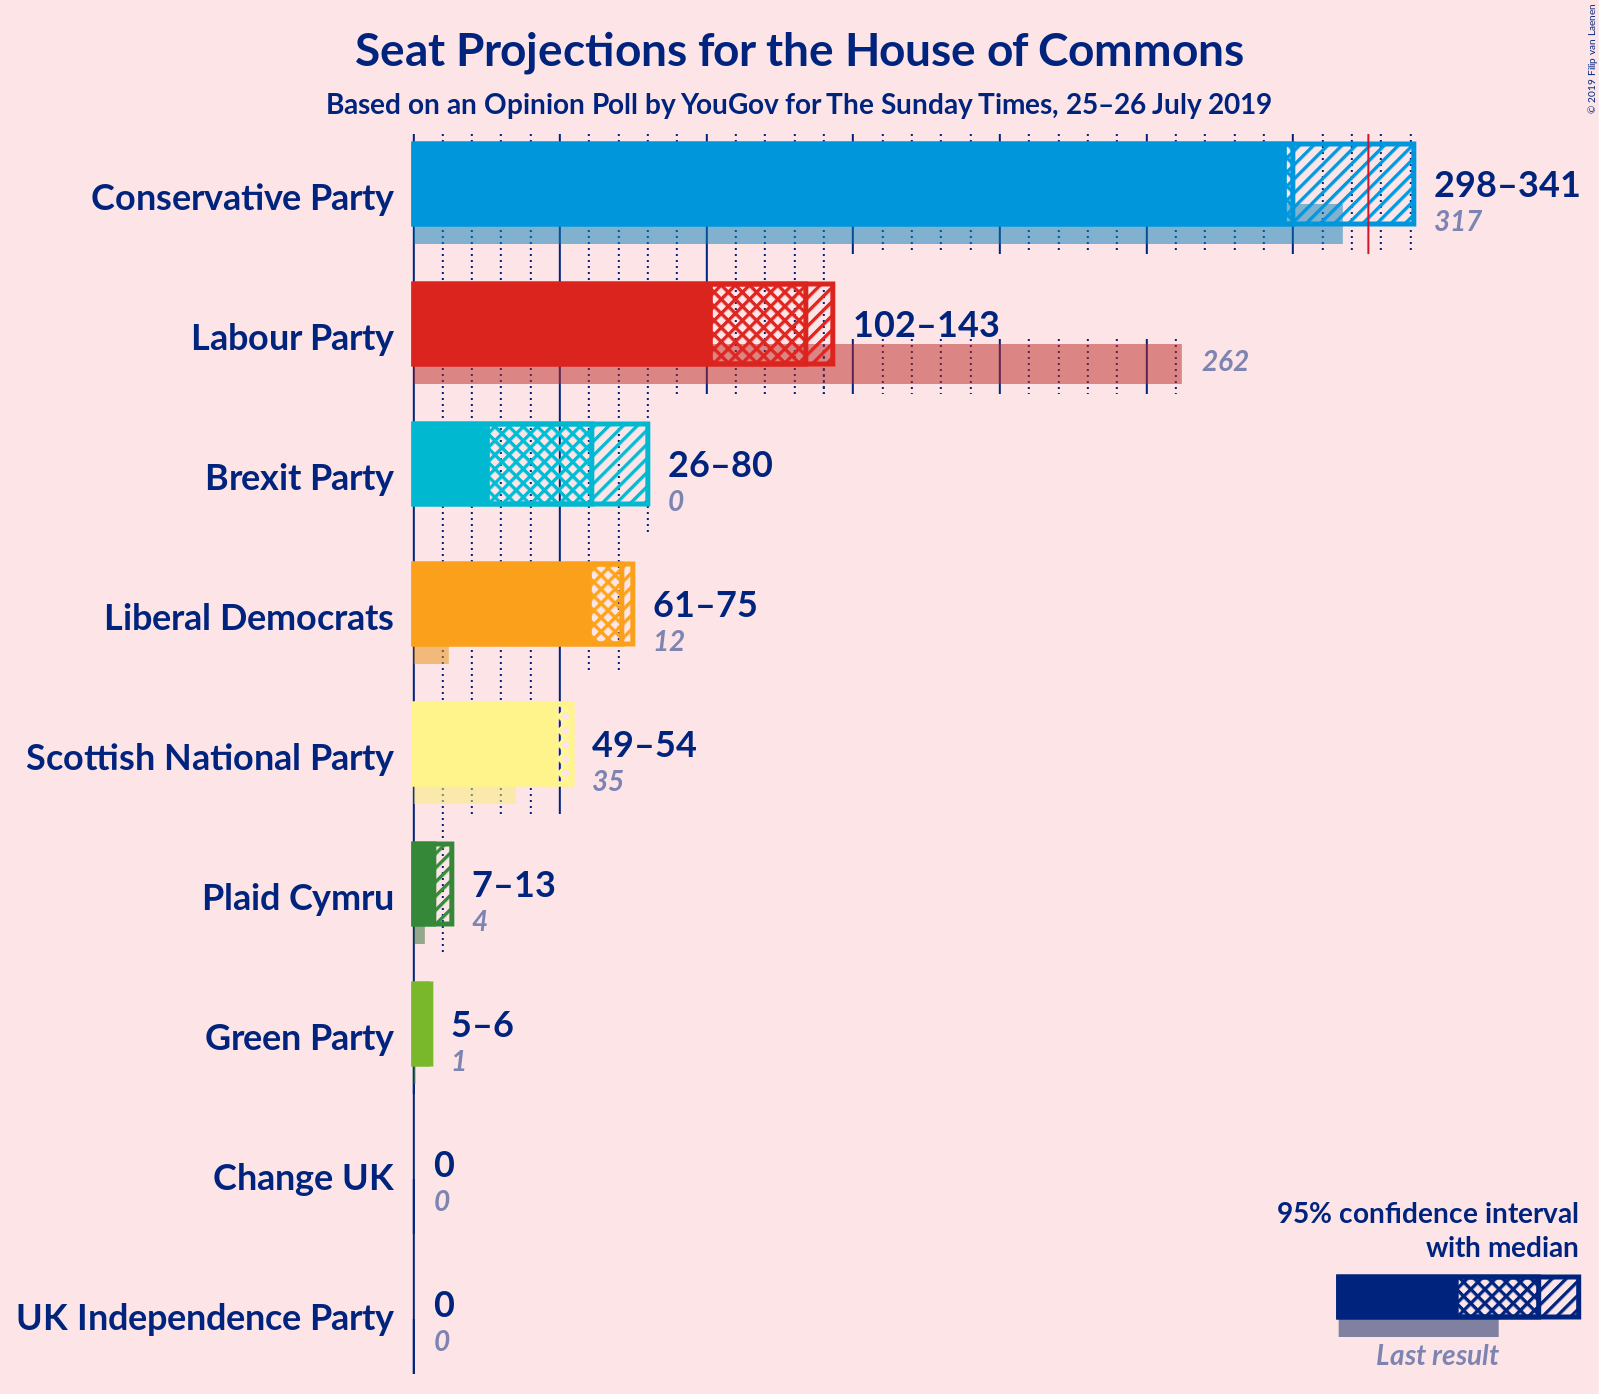 Seat Projections for the House of Commons
Based on an Opinion Poll by YouGov for The Sunday Times, 25–26 July 2019
© 2019 Filip van Laenen
Conservative Party
298–341
317
Labour Party
102–143
262
Brexit Party
26–80
0
Liberal Democrats
61–75
12
Scottish National Party
49–54
35
Plaid Cymru
7–13
4
Green Party
5–6
1
Change UK
0
0
UK Independence Party
0
0
95% confidence interval
with median
Last result